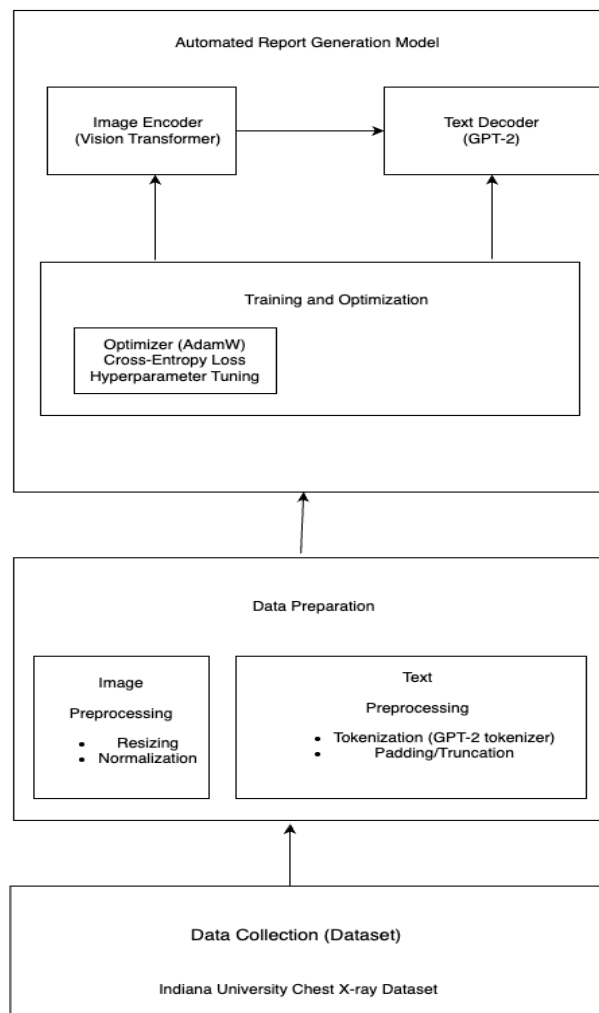 Automated Report Generation Model
Image Encoder
(Vision Transformer)
Text Decoder
(GPT-2)
Training and Optimization
Optimizer (AdamW)
Cross-Entropy Loss
Hyperparameter Tuning
Data Preparation
Image
Preprocessing
• Resizing
• Normalization
Text
Preprocessing
• Tokenization (GPT-2 tokenizer)
• Padding/Truncation
Data Collection (Dataset)
Indiana University Chest X-ray Dataset